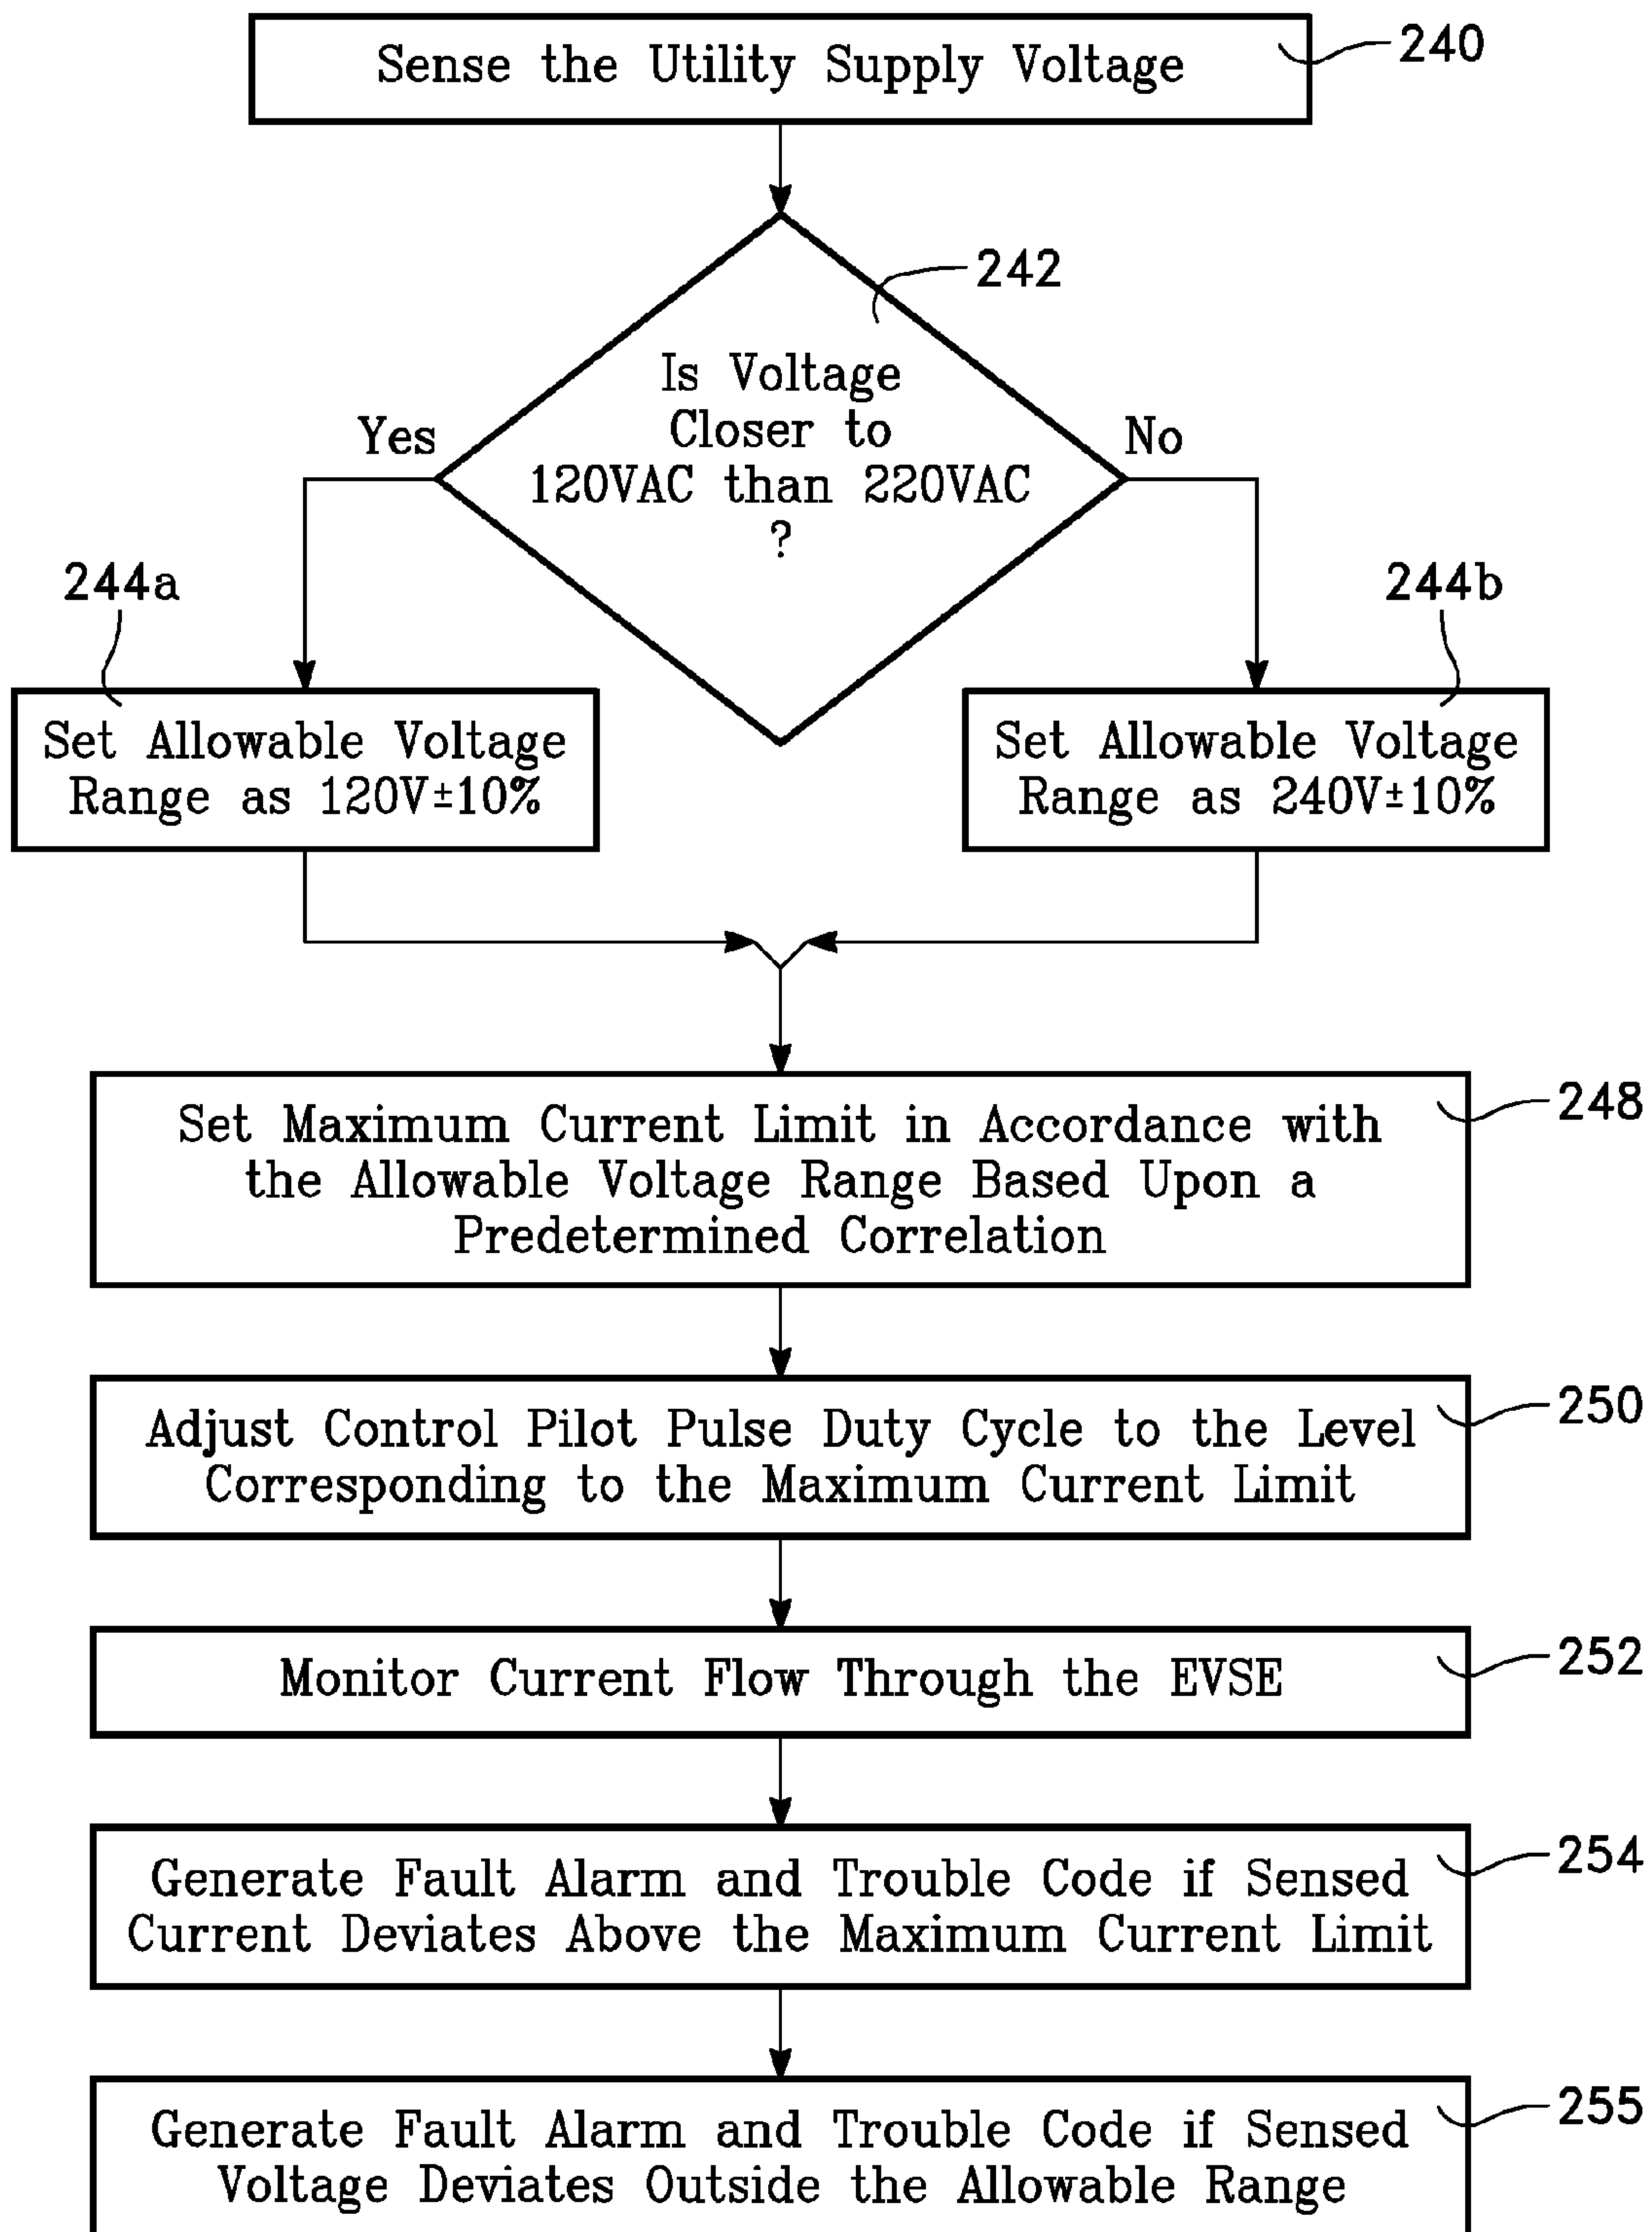 Sense the Utility Supply Voltage
240
242
Is Voltage
Closer to
120VAC than 220VAC
?
Yes
No
244a
244b
Set Allowable Voltage
Range as 120V±10%
Set Allowable Voltage
Range as 240V±10%
248
Set Maximum Current Limit in Accordance with
the Allowable Voltage Range Based Upon a
Predetermined Correlation
250
Adjust Control Pilot Pulse Duty Cycle to the Level
Corresponding to the Maximum Current Limit
252
Monitor Current Flow Through the EVSE
254
Generate Fault Alarm and Trouble Code if Sensed
Current Deviates Above the Maximum Current Limit
255
Generate Fault Alarm and Trouble Code if Sensed
Voltage Deviates Outside the Allowable Range